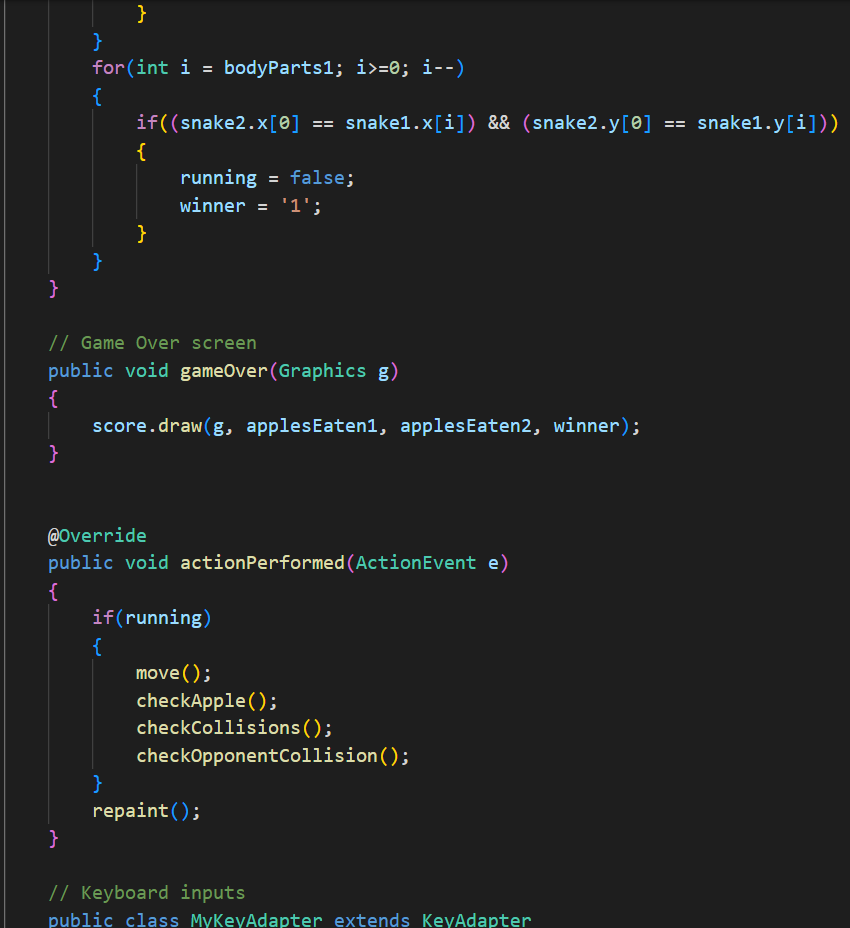 }
    }
    for(int i = bodyParts1; i>=0; i--)
    {
        if((snake2.x[0] == snake1.x[i]) && (snake2.y[0] == snake1.y[i]))
        {
            running = false;
            winner = '1';
        }
    }
}

// Game Over screen
public void gameOver(Graphics g)
{
    score.draw(g, applesEaten1, applesEaten2, winner);
}


@Override
public void actionPerformed(ActionEvent e)
{
    if(running)
    {
        move();
        checkApple();
        checkCollisions();
        checkOpponentCollision();
    }
    repaint();
}

// Keyboard inputs
public class MyKeyAdapter extends KeyAdapter